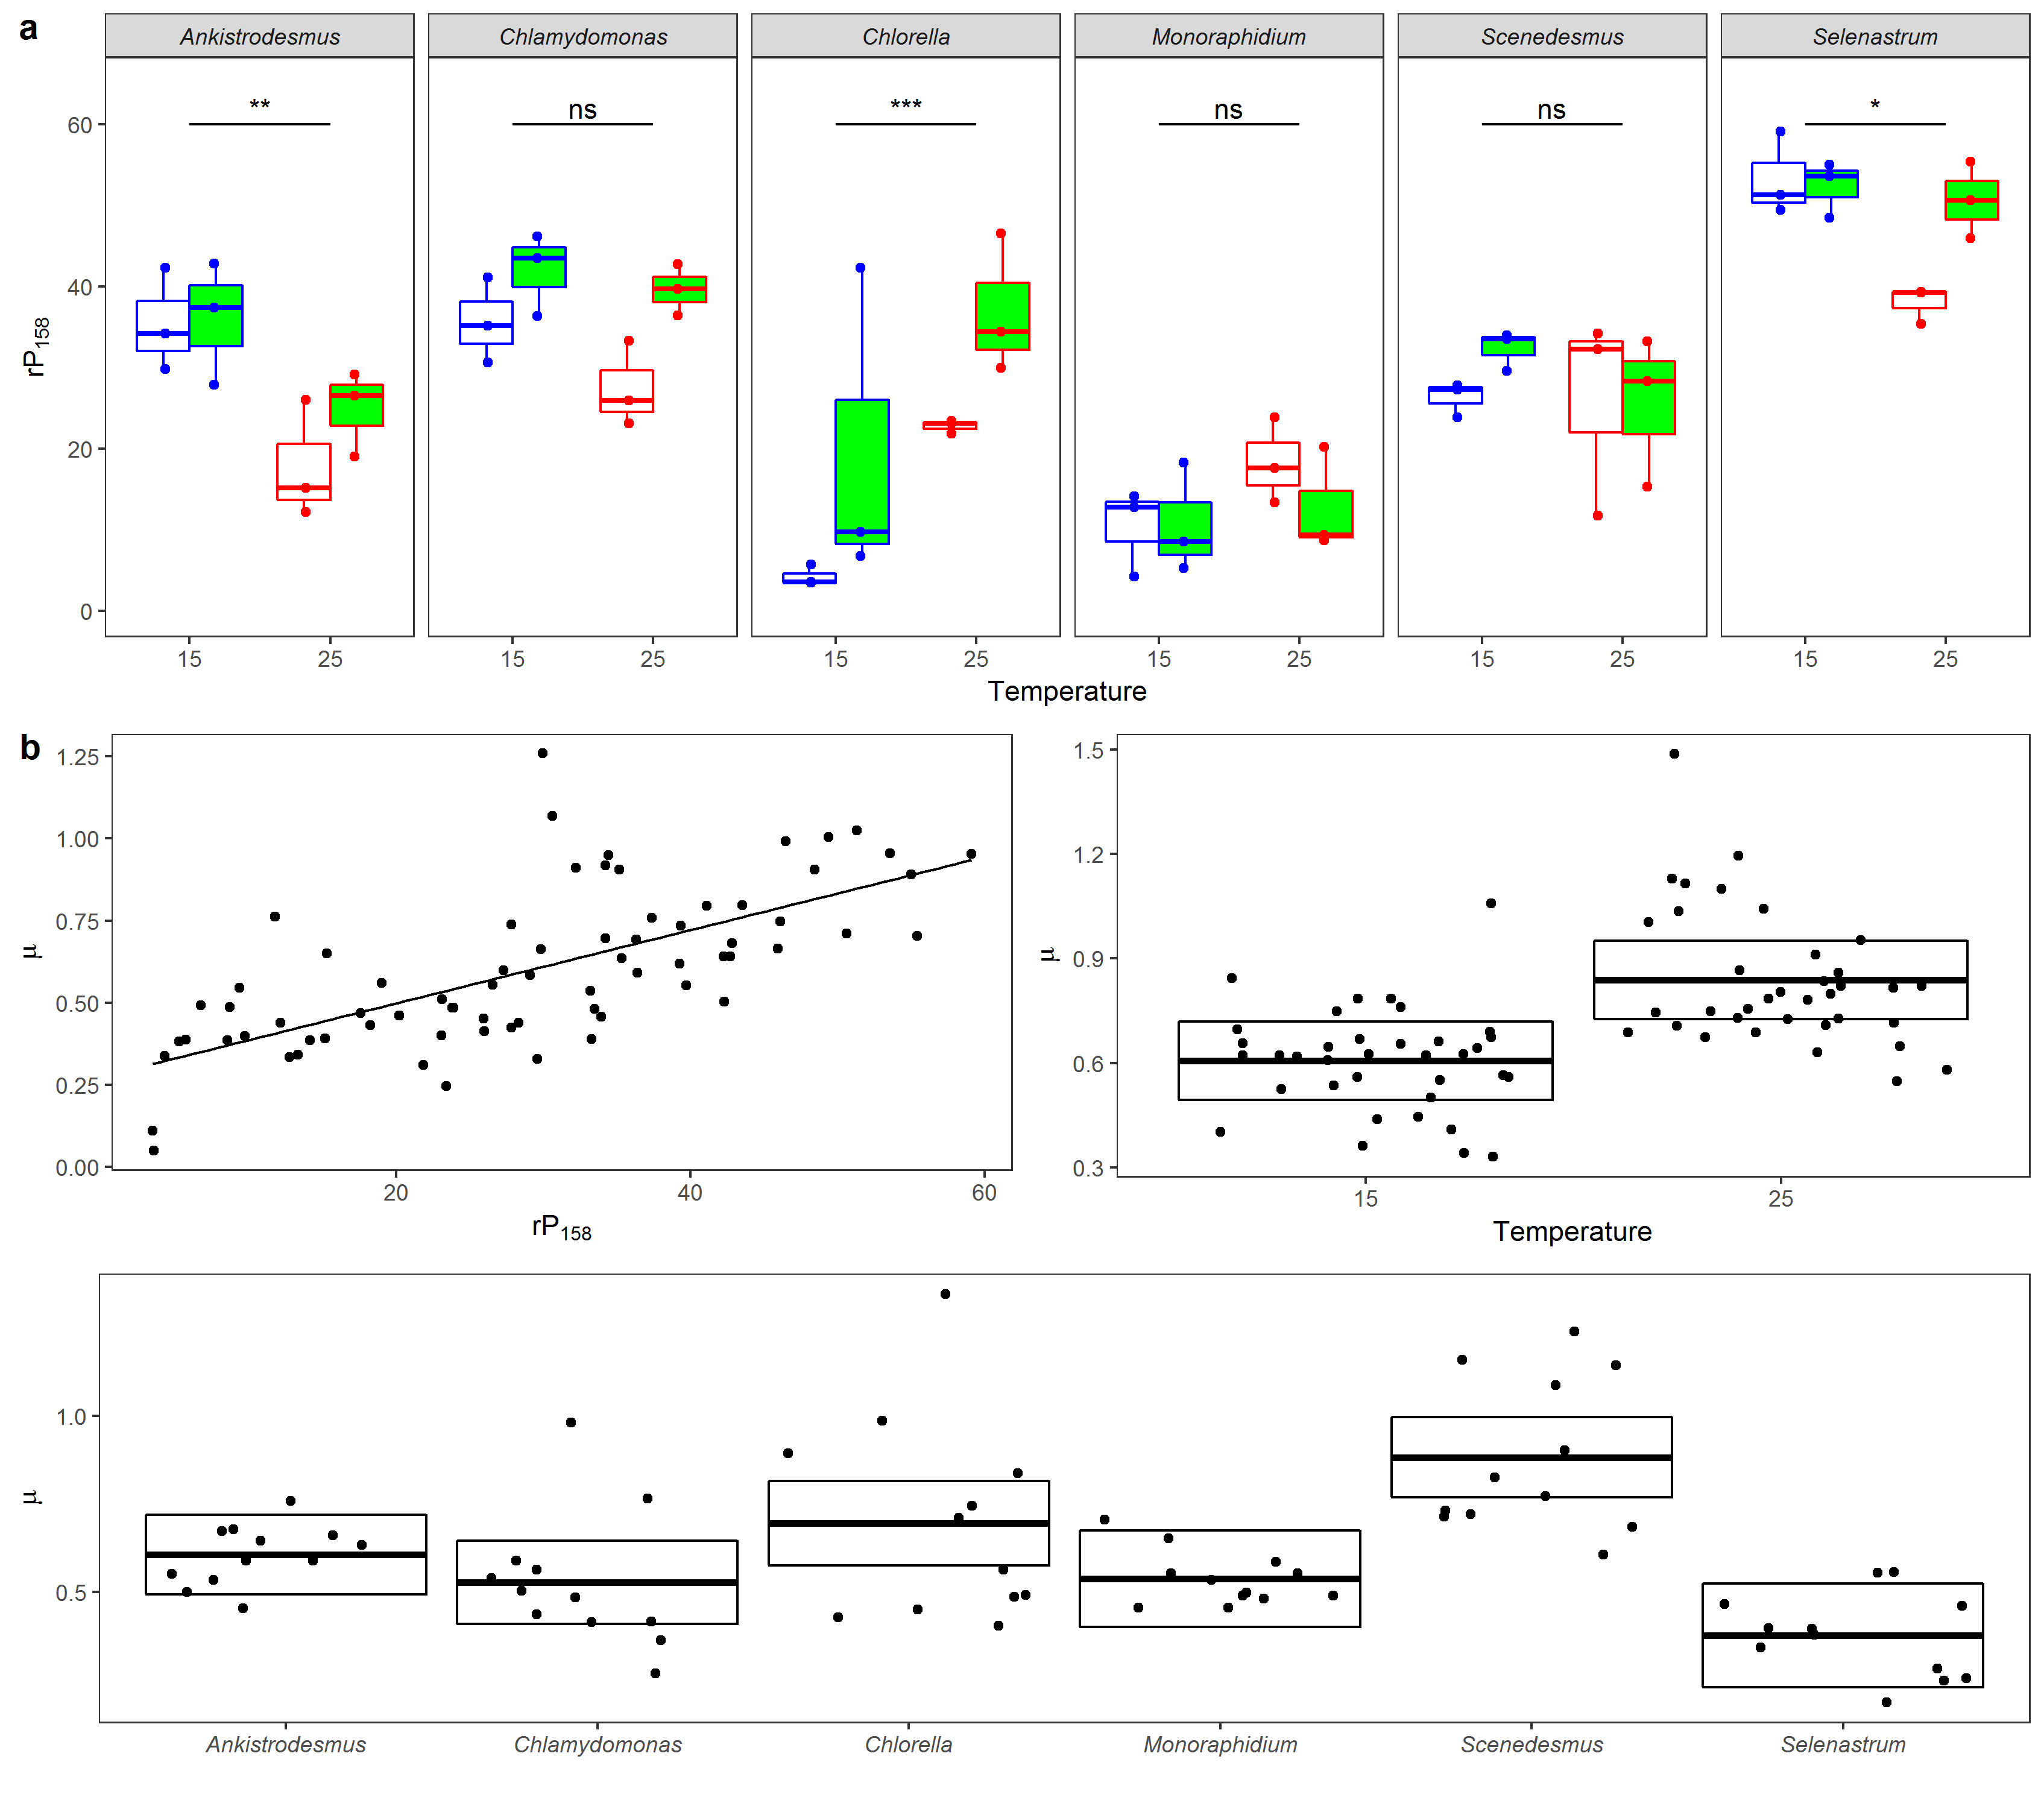 a
Ankistrodesmus Chlamydomonas Chlorella Monoraphidium Scenedesmus Selenastrum
** ns *** ns ns *
60
40
20
0
rP158
15 25 15 25 15 25 15 25 15 25 15 25
Temperature
b
1.25
1.00
0.75
0.50
0.25
0.00
μ
20 40 60
rP158
1.5
1.2
0.9
0.6
0.3
μ
15 25
Temperature
1.0
0.5
μ
Ankistrodesmus Chlamydomonas Chlorella Monoraphidium Scenedesmus Selenastrum